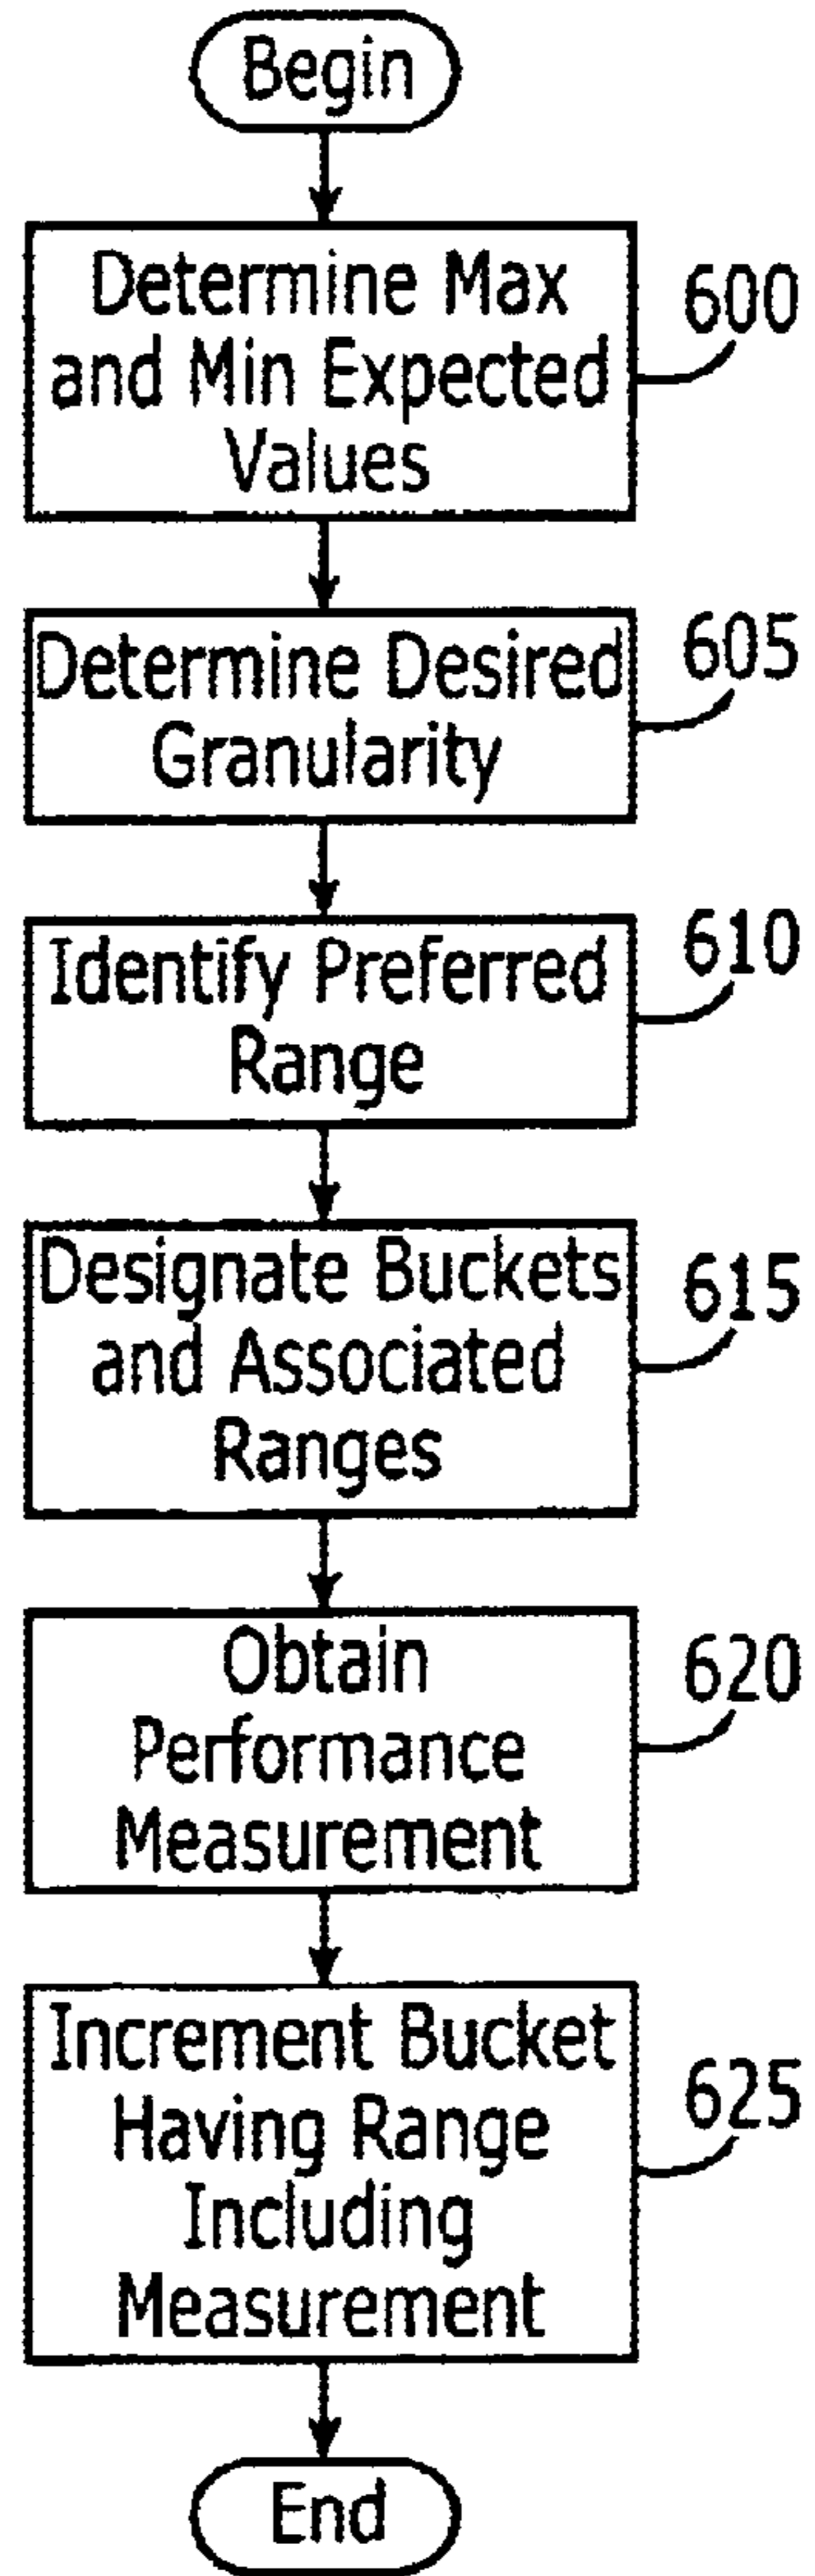 Begin
Determine Max
and Min Expected
Values
600
Determine Desired
Granularity
605
Identify Preferred
Range
610
Designate Buckets
and Associated
Ranges
615
Obtain
Performance
Measurement
620
Increment Bucket
Having Range
Including
Measurement
625
End